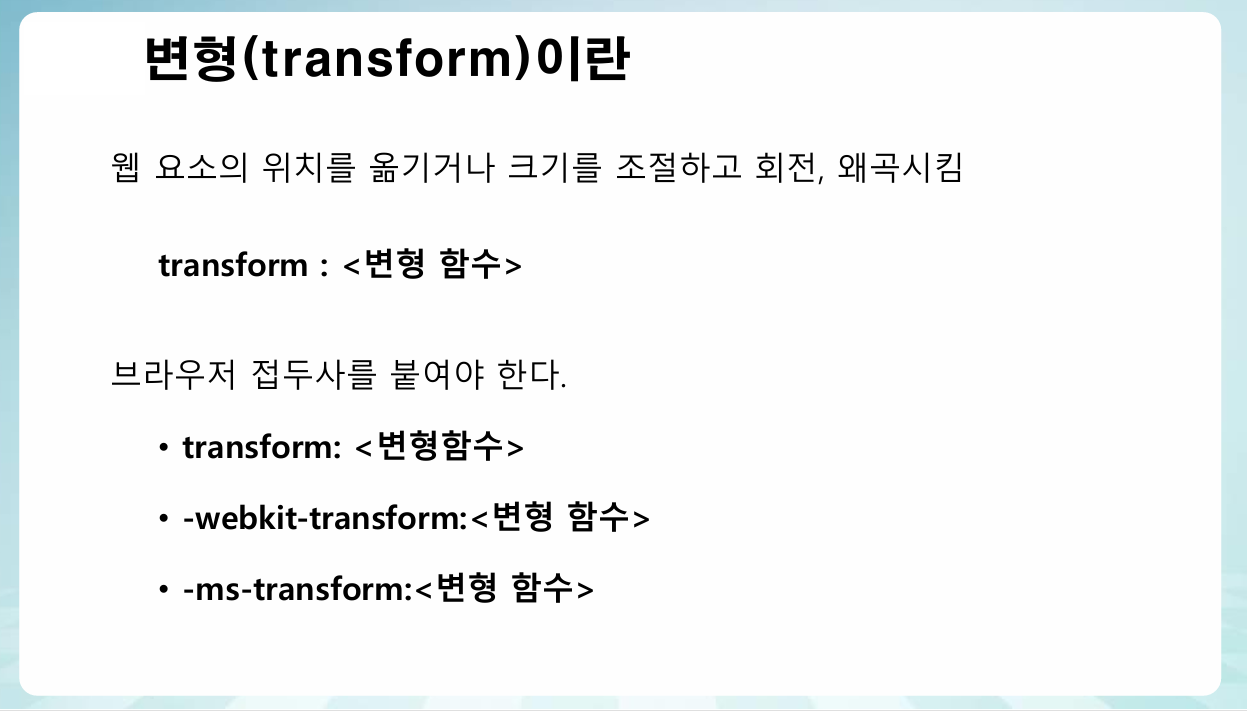 변형(transform)이란
웹 요소의 위치를 옮기거나 크기를 조절하고 회전, 왜곡시킴
transform : <변형 함수>
브라우저 접두사를 붙여야 한다.
• transform: <변형함수>
• -webkit-transform:<변형 함수>
• -ms-transform:<변형 함수>